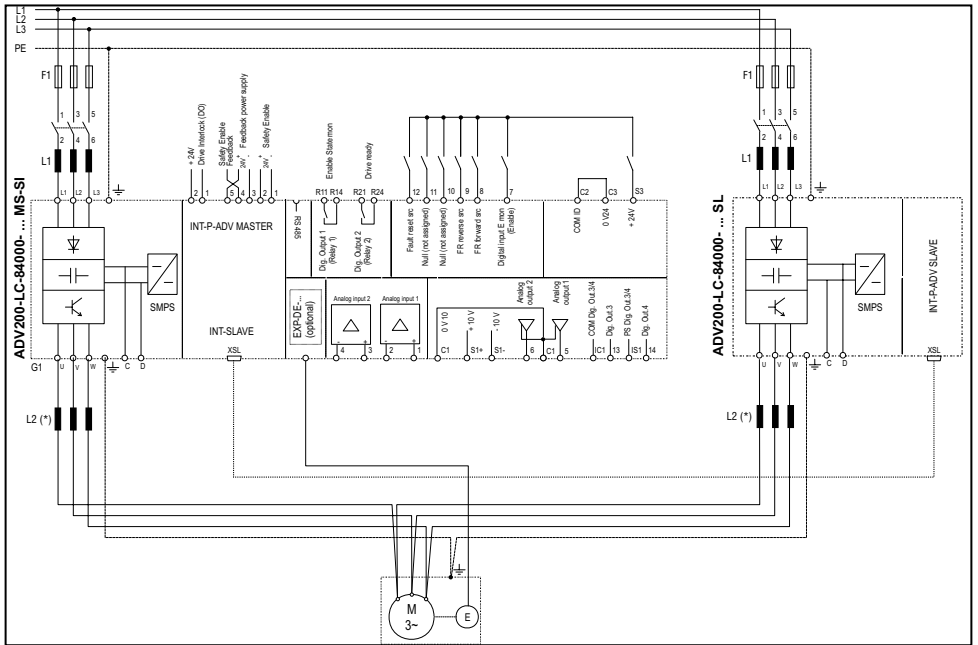 L1
L2
L3
PE
F1
F1
1 3 5
2 4 6
L1
1 3 5
2 4 6
L1
+ 24V
Drive Interlock (DO)
Safety Enable
Feedback
24V + -
Feedback power supply
24V + -
Safety Enable
2 1
5 4 3 2 1
Enable State mon
Drive ready
R11 R14
R21 R24
12 11 10 9 8 7
C2 C3
S3
L1 L2 L3
L1 L2 L3
ADV200-LC-84000- ... MS-SI
INT-P-ADV MASTER
RS 485
Dig. Output 1
(Relay 1)
Dig. Output 2
(Relay 2)
Fault reset src
Null (not assigned)
Null (not assigned)
FR reverse src
FR forward src
Digital input E mon
(Enable)
COM ID
0 V24
+ 24V
SMPS
INT-SLAVE
XSL
EXP-DE-...
(optional)
Analog input 2
Analog input 1
- +
- +
4 3 2 1
0 V 10
+ 10V
- 10 V
C1 S1+ S1-
Analog
output 2
Analog
output 1
6 C1 5
COM Dig. Out.3/4
Dig. Out.3
PS Dig. Out.3/4
Dig. Out.4
IC1 13 IS1 14
ADV200-LC-84000- ... SL
SMPS
INT-P-ADV SLAVE
XSL
G1
U V W
C D
U V W
C D
L2 (*)
L2 (*)
M
3~
E